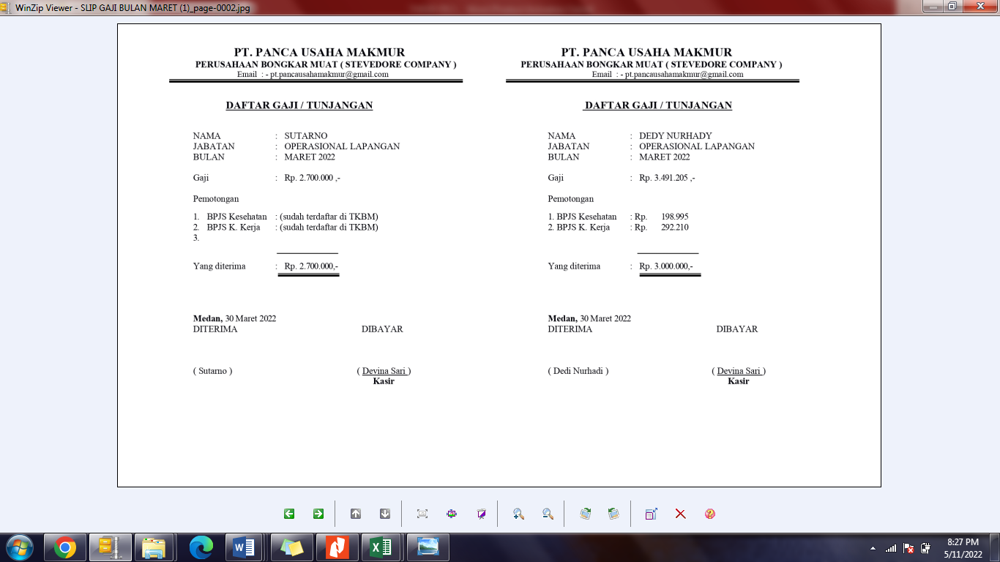 WinZip Viewer - SLIP GAJI BULAN MARET (1)_page-0002.jpg
PT. PANCA USAHA MAKMUR
PERUSAHAAN BONGKAR MUAT ( STEVEDORE COMPANY )
Email : - pt.pancausahamakmur@gmail.com
DAFTAR GAJI / TUNJANGAN
NAMA : SUTARNO
JABATAN : OPERASIONAL LAPANGAN
BULAN : MARET 2022
Gaji : Rp. 2.700.000 ,-
Pemotongan
1. BPJS Kesehatan : (sudah terdaftar di TKBM)
2. BPJS K. Kerja : (sudah terdaftar di TKBM)
3.
Yang diterima : Rp. 2.700.000,-
Medan, 30 Maret 2022
DITERIMA DIBAYAR
( Sutarno ) ( Devina Sari )
Kasir
PT. PANCA USAHA MAKMUR
PERUSAHAAN BONGKAR MUAT ( STEVEDORE COMPANY )
Email : - pt.pancausahamakmur@gmail.com
DAFTAR GAJI / TUNJANGAN
NAMA : DEDY NURHADY
JABATAN : OPERASIONAL LAPANGAN
BULAN : MARET 2022
Gaji : Rp. 3.491.205 ,-
Pemotongan
1. BPJS Kesehatan : Rp. 198.995
2. BPJS K. Kerja : Rp. 292.210
Yang diterima : Rp. 3.000.000,-
Medan, 30 Maret 2022
DITERIMA DIBAYAR
( Dedi Nurhadi ) ( Devina Sari )
Kasir
8:27 PM
5/11/2022